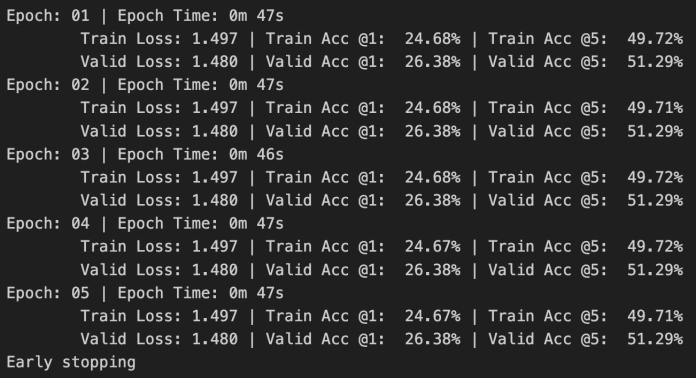 Epoch: 01 | Epoch Time: 0m 47s
Train Loss: 1.497 | Train Acc @1: 24.68% | Train Acc @5: 49.72%
Valid Loss: 1.480 | Valid Acc @1: 26.38% | Valid Acc @5: 51.29%
Epoch: 02 | Epoch Time: 0m 47s
Train Loss: 1.497 | Train Acc @1: 24.68% | Train Acc @5: 49.71%
Valid Loss: 1.480 | Valid Acc @1: 26.38% | Valid Acc @5: 51.29%
Epoch: 03 | Epoch Time: 0m 46s
Train Loss: 1.497 | Train Acc @1: 24.68% | Train Acc @5: 49.72%
Valid Loss: 1.480 | Valid Acc @1: 26.38% | Valid Acc @5: 51.29%
Epoch: 04 | Epoch Time: 0m 47s
Train Loss: 1.497 | Train Acc @1: 24.67% | Train Acc @5: 49.72%
Valid Loss: 1.480 | Valid Acc @1: 26.38% | Valid Acc @5: 51.29%
Epoch: 05 | Epoch Time: 0m 47s
Train Loss: 1.497 | Train Acc @1: 24.67% | Train Acc @5: 49.71%
Valid Loss: 1.480 | Valid Acc @1: 26.38% | Valid Acc @5: 51.29%
Early stopping